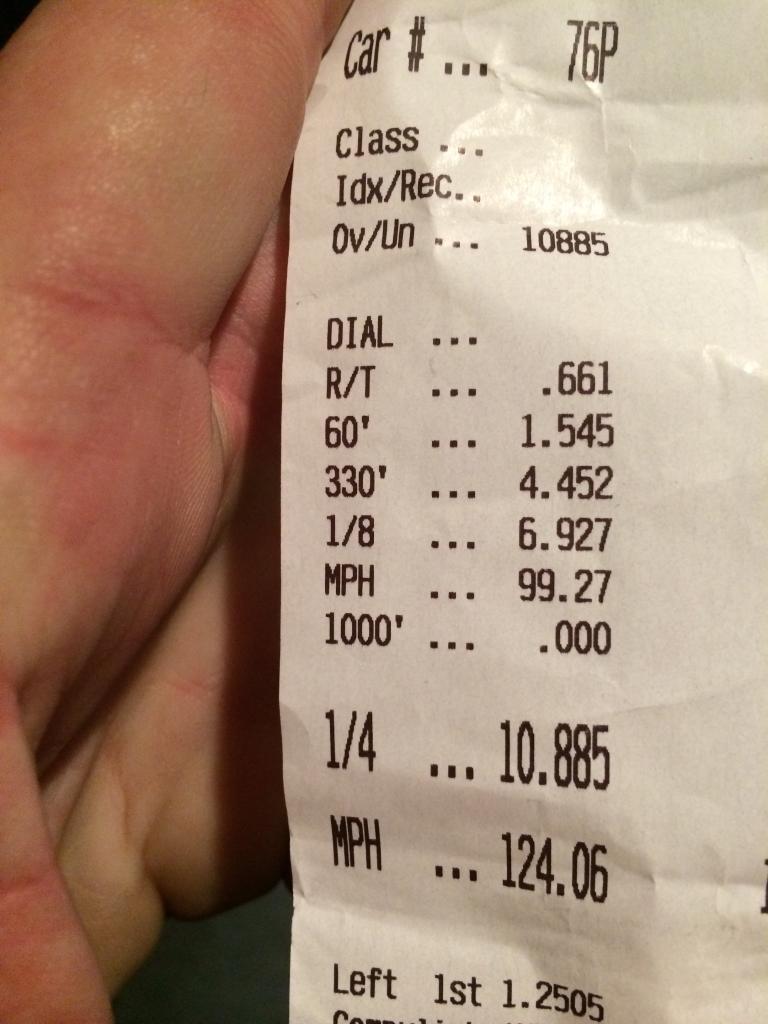 Car # ... 76P
Class ...
Idx/Rec..
Ov/Un ... 10885
DIAL ...
R/T ... .661
60' ... 1.545
330' ... 4.452
1/8 ... 6.927
MPH ... 99.27
1000' ... .000
1/4 ... 10.885
MPH ... 124.06
Left 1st 1.2505